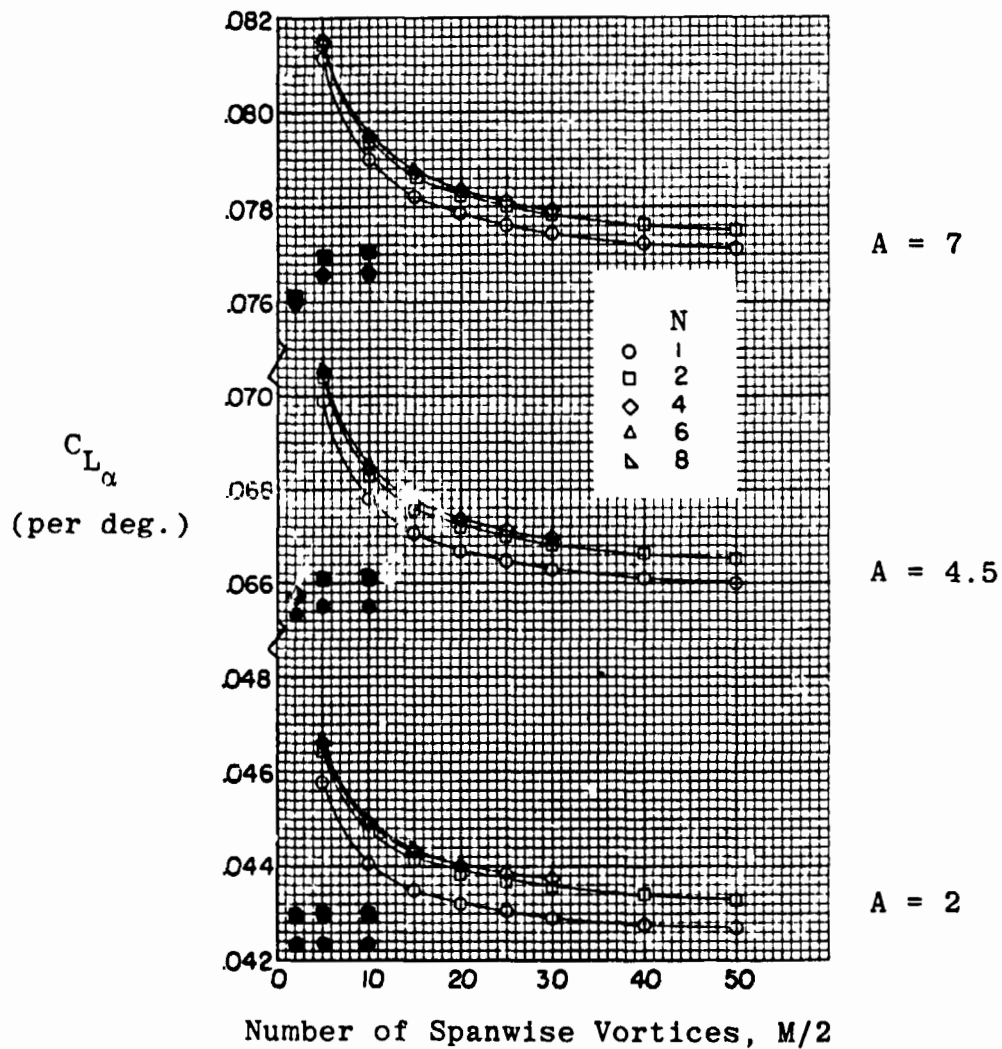 .082
.080
.078
.076
.070
.068
.066
.048
.046
.044
.042
C_Lα
(per deg.)
N
1
2
4
6
8
A = 7
A = 4.5
A = 2
0 10 20 30 40 50
Number of Spanwise Vortices, M/2